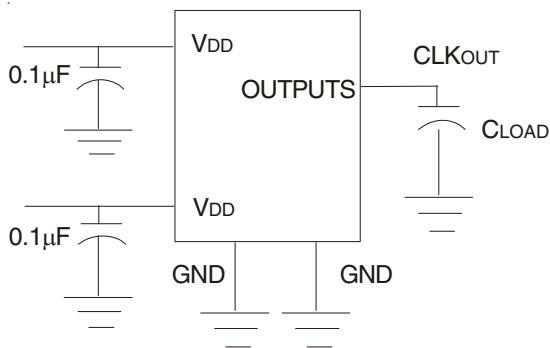 VDD
0.1μF
OUTPUTS
CLKOUT
CLOAD
VDD
0.1μF
GND
GND